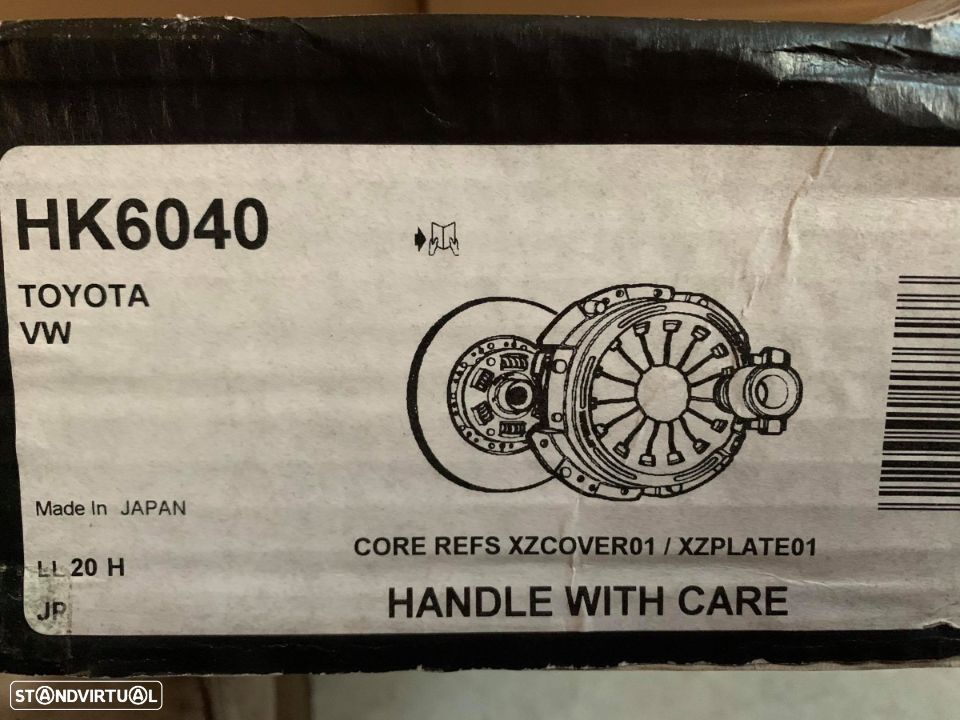 HK6040
TOYOTA
VW
Made In JAPAN
CORE REFS XZCOVER01 / XZPLATE01
LL 20 H
HANDLE WITH CARE
JP
STANDVIRTUAL